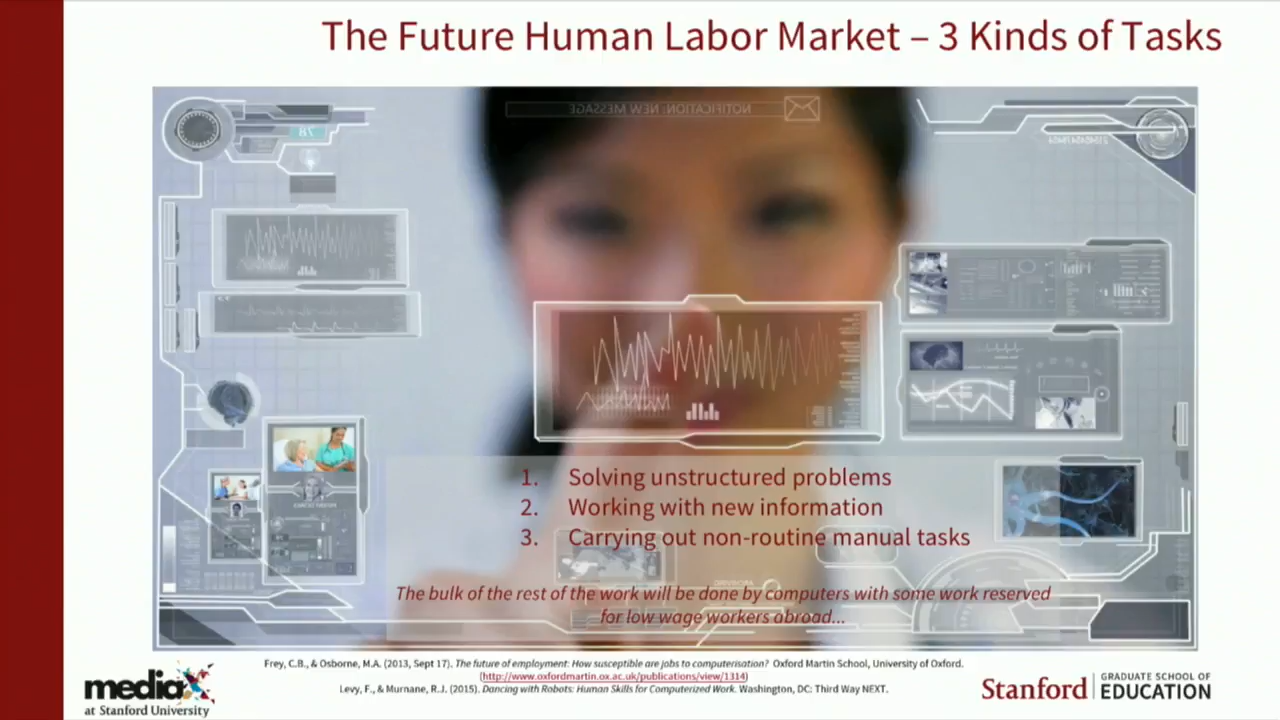 The Future Human Labor Market – 3 Kinds of Tasks
NOTIFICATION: NEW MESSAGE
1. Solving unstructured problems
2. Working with new information
3. Carrying out non-routine manual tasks
The bulk of the rest of the work will be done by computers with some work reserved
for low wage workers abroad...
Frey, C.B., & Osborne, M.A. (2013, Sept 17). The future of employment: How susceptible are jobs to computerisation? Oxford Martin School, University of Oxford.
(http://www.oxfordmartin.ox.ac.uk/publications/view/1314)
Levy, F., & Murnane, R.J. (2015). Dancing with Robots: Human Skills for Computerized Work. Washington, DC: Third Way NEXT.
mediaX
at Stanford University
Stanford
GRADUATE SCHOOL OF
EDUCATION